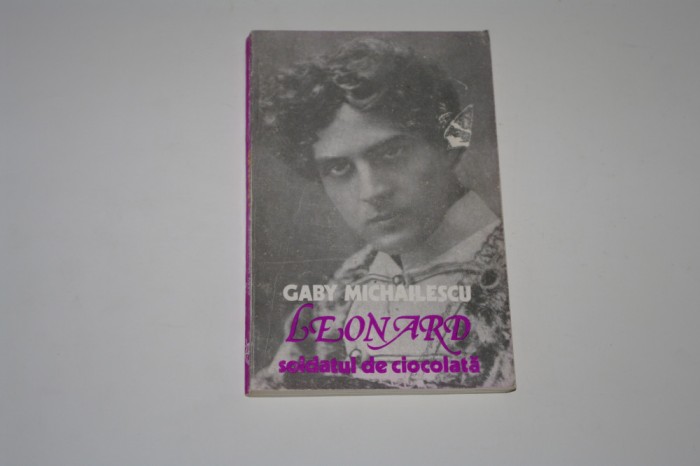 GABY MICHAILESCU
LEONARD
soldatul de ciocolată